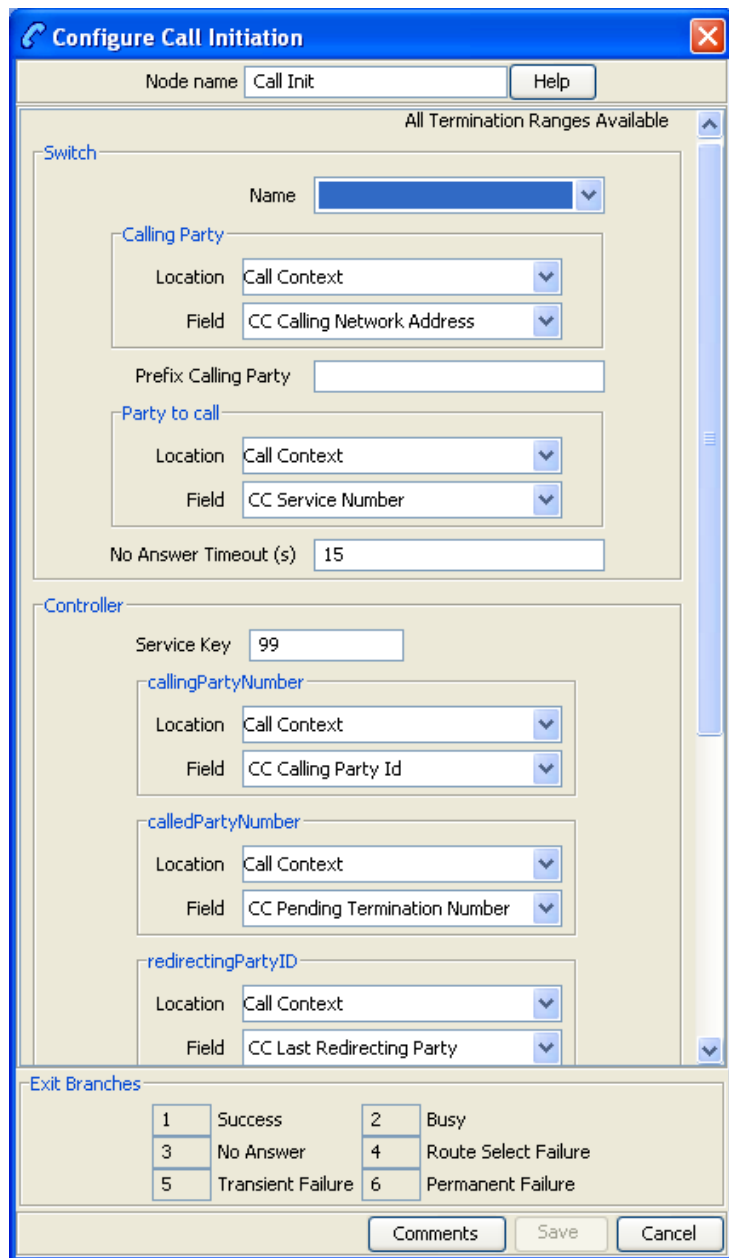 Configure Call Initiation
Node name Call Init Help
All Termination Ranges Available
Switch
Name
Calling Party
Location Call Context
Field CC Calling Network Address
Prefix Calling Party
Party to call
Location Call Context
Field CC Service Number
No Answer Timeout (s) 15
Controller
Service Key 99
callingPartyNumber
Location Call Context
Field CC Calling Party Id
calledPartyNumber
Location Call Context
Field CC Pending Termination Number
redirectingPartyID
Location Call Context
Field CC Last Redirecting Party
Exit Branches
1 Success 2 Busy
3 No Answer 4 Route Select Failure
5 Transient Failure 6 Permanent Failure
Comments Save Cancel